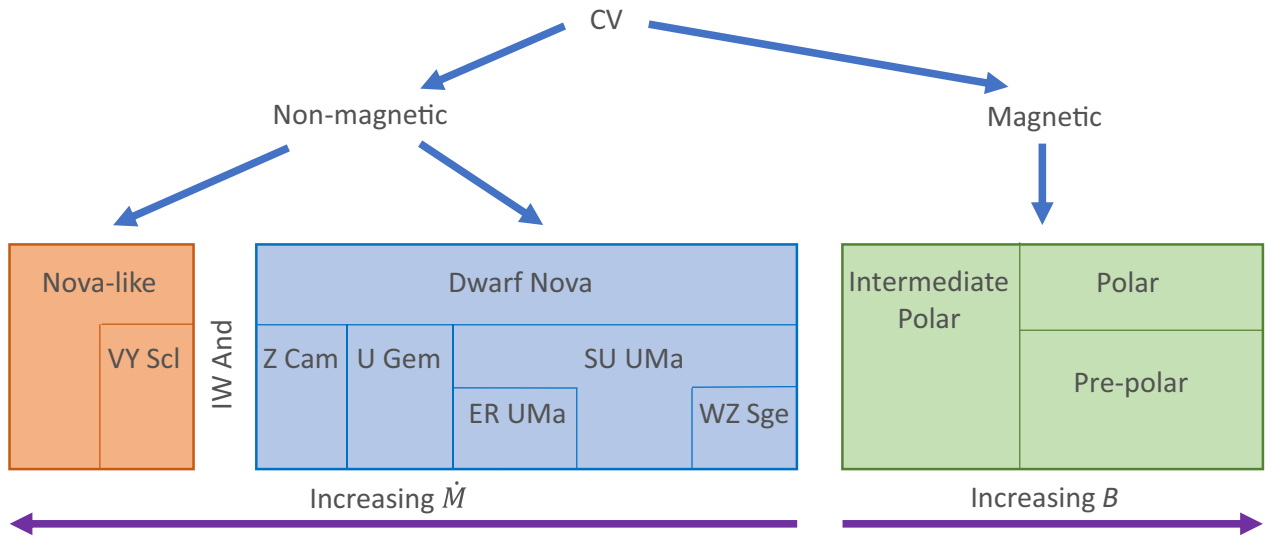 CV
Non-magnetic
Magnetic
Nova-like
VY Scl
IW And
Dwarf Nova
Z Cam
U Gem
SU UMa
ER UMa
WZ Sge
Intermediate
Polar
Polar
Pre-polar
Increasing Ṁ
Increasing B